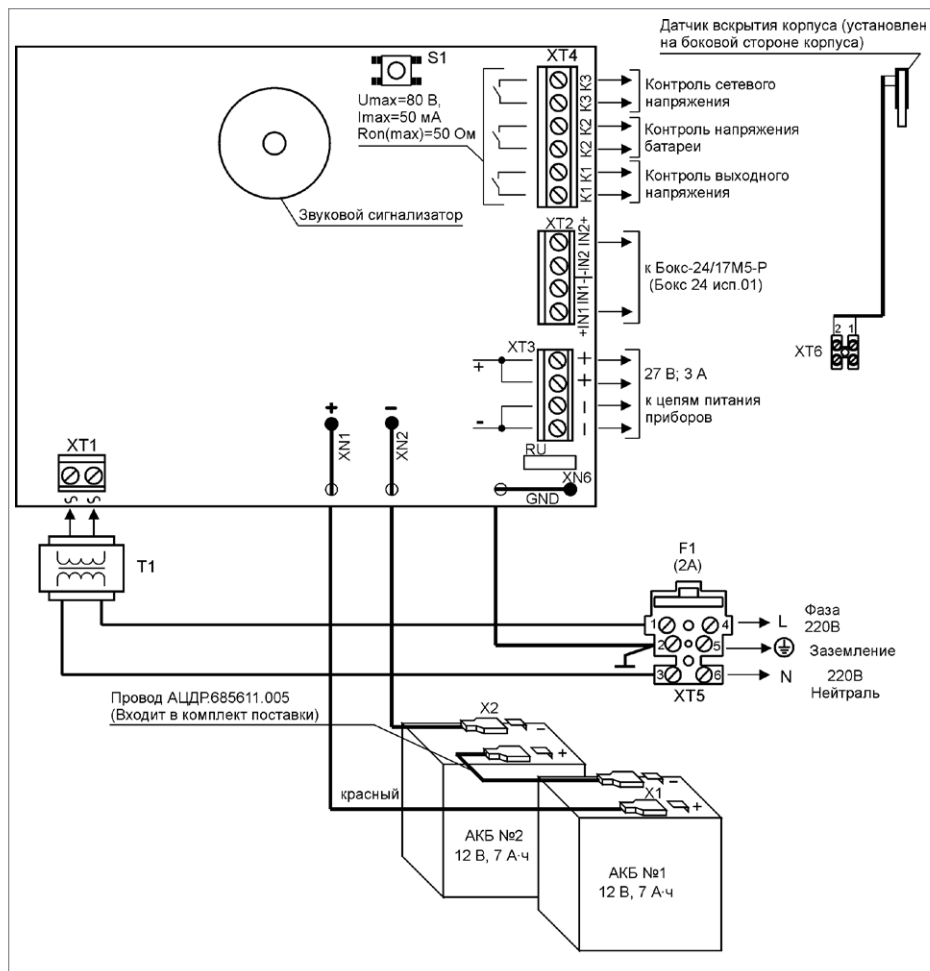 Датчик вскрытия корпуса (установлен
на боковой стороне корпуса)
S1
XT4
Umax=80 В,
Imax=50 мА
Ron(max)=50 Ом
K3
K3
K2
K2
K1
K1
Контроль сетевого
напряжения
Контроль напряжения
батареи
Контроль выходного
напряжения
Звуковой сигнализатор
XT2
+IN1 IN1-|-IN2 IN2+
к Бокс-24/17М5-Р
(Бокс 24 исп.01)
2 1
XT6
XT3
+
-
+
+
–
–
27 В; 3 А
к цепям питания
приборов
+
–
XN1
XN2
RU
XN6
GND
XT1
T1
F1
(2A)
1
4
L
Фаза
220В
2
5
Заземление
3
6
N
220В
Нейтраль
XT5
Провод АЦДР.685611.005
(Входит в комплект поставки)
X2
–
+
–
X1
+
красный
АКБ №2
12 В, 7 А·ч
АКБ №1
12 В, 7 А·ч